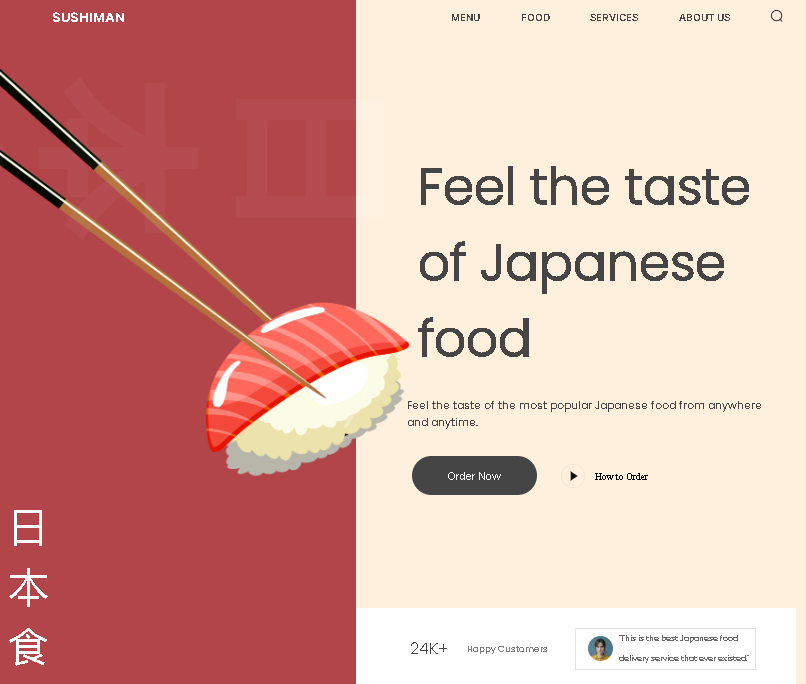 SUSHIMAN
MENU FOOD SERVICES ABOUT US
日本
Feel the taste
of Japanese
food
Feel the taste of the most popular Japanese food from anywhere
and anytime.
Order Now
How to Order
日
本
食
24K+
Happy Customers
"This is the best Japanese food
delivery service that ever existed."